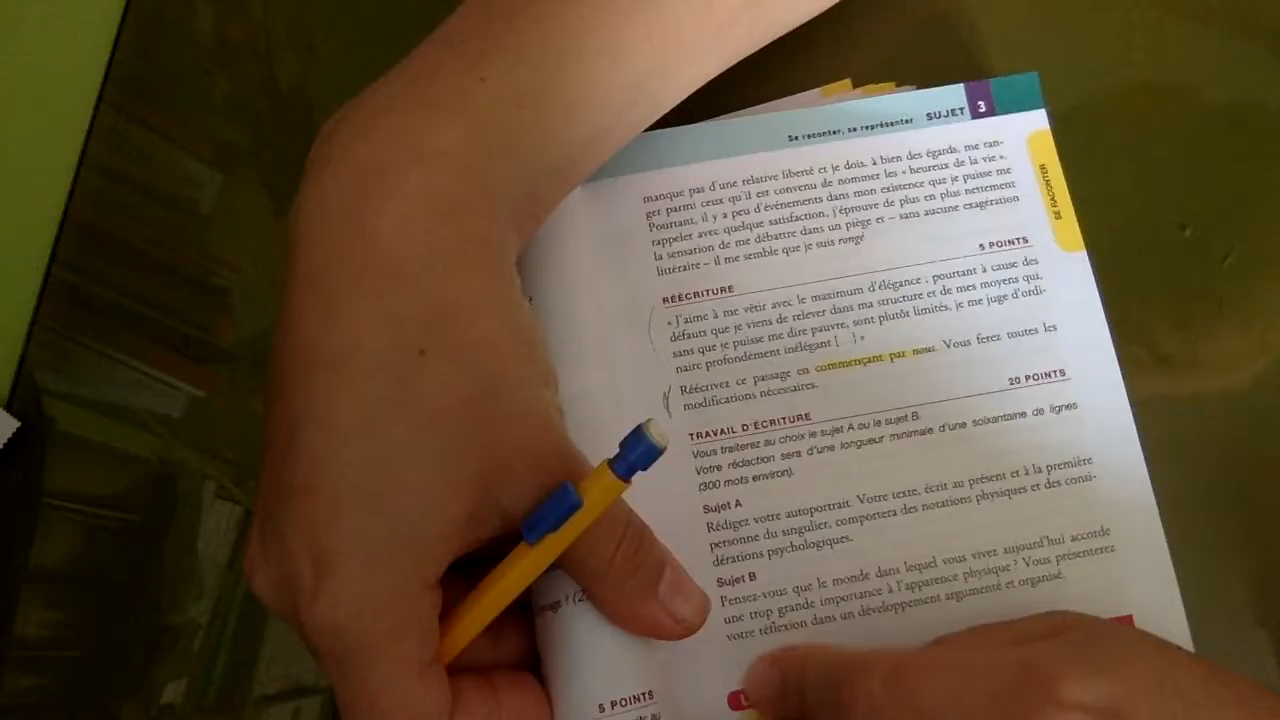 Se raconter, se représenter SUJET 3
SE RACONTER
manque pas d'une relative liberté et je dois, à bien des égards, me ran-
ger parmi ceux qu'il est convenu de nommer les « heureux de la vie ».
Pourtant, il y a peu d'événements dans mon existence que je puisse me
rappeler avec quelque satisfaction, j'éprouve de plus en plus nettement
la sensation de me débattre dans un piège et – sans aucune exagération
littéraire – il me semble que je suis rongé
RÉÉCRITURE 5 POINTS
« J'aime à me vêtir avec le maximum d'élégance ; pourtant à cause des
défauts que je viens de relever dans ma structure et de mes moyens qui,
sans que je puisse me dire pauvre, sont plutôt limités, je me juge d'ordi-
naire profondément inélégant [...] »
Réécrivez ce passage en commençant par nous. Vous ferez toutes les
modifications nécessaires.
TRAVAIL D'ÉCRITURE 20 POINTS
Vous traiterez au choix le sujet A ou le sujet B.
Votre rédaction sera d'une longueur minimale d'une soixantaine de lignes
(300 mots environ).
Sujet A
Rédigez votre autoportrait. Votre texte, écrit au présent et à la première
personne du singulier, comportera des notations physiques et des consi-
dérations psychologiques.
Sujet B
Pensez-vous que le monde dans lequel vous vivez aujourd'hui accorde
une trop grande importance à l'apparence physique ? Vous présenterez
votre réflexion dans un développement argumenté et organisé.
5 POINTS